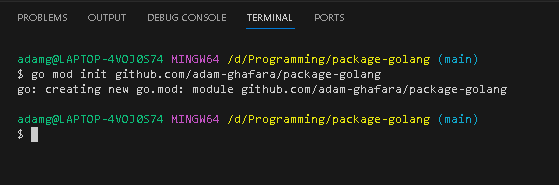 PROBLEMS OUTPUT DEBUG CONSOLE TERMINAL PORTS
adamg@LAPTOP-4VOJ0S74 MINGW64 /d/Programming/package-golang (main)
$ go mod init github.com/adam-ghafara/package-golang
go: creating new go.mod: module github.com/adam-ghafara/package-golang
adamg@LAPTOP-4VOJ0S74 MINGW64 /d/Programming/package-golang (main)
$